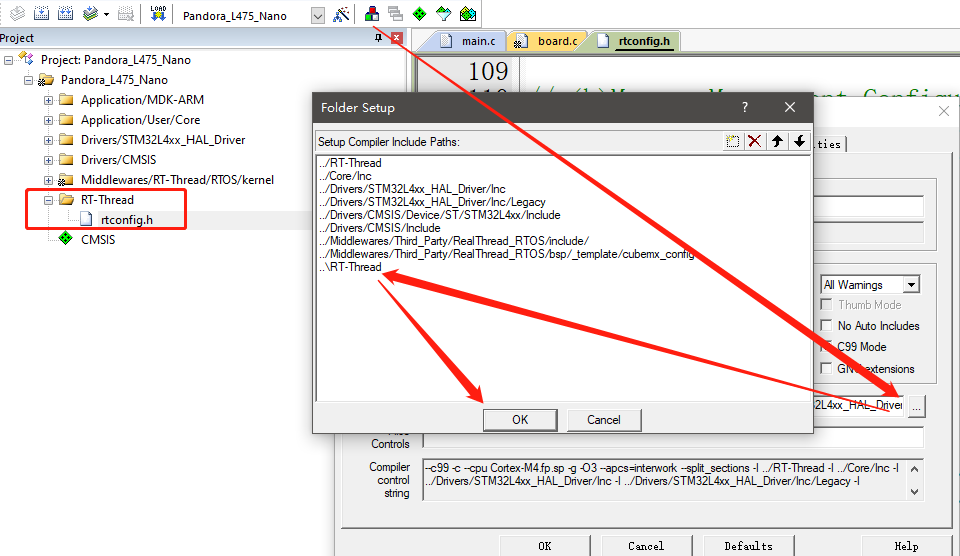 LOAD
Pandora_L475_Nano
Project
main.c
board.c
rtconfig.h
Project: Pandora_L475_Nano
Pandora_L475_Nano
Application/MDK-ARM
Application/User/Core
Drivers/STM32L4xx_HAL_Driver
Drivers/CMSIS
Middlewares/RT-Thread/RTOS/kernel
RT-Thread
rtconfig.h
CMSIS
109
Folder Setup
?
Setup Compiler Include Paths:
../RT-Thread
../Core/Inc
../Drivers/STM32L4xx_HAL_Driver/Inc
../Drivers/STM32L4xx_HAL_Driver/Inc/Legacy
../Drivers/CMSIS/Device/ST/STM32L4xx/Include
../Drivers/CMSIS/Include
../Middlewares/Third_Party/RealThread_RTOS/include/
../Middlewares/Third_Party/RealThread_RTOS/bsp/_template/cubemx_config
..\RT-Thread
OK
Cancel
ties
All Warnings
Thumb Mode
No Auto Includes
C99 Mode
GNU extensions
32L4xx_HAL_Driver
...
Controls
Compiler
control
string
--c99 -c --cpu Cortex-M4.fp.sp -g -O3 --apcs=interwork --split_sections -I ../RT-Thread -I ../Core/Inc -I
../Drivers/STM32L4xx_HAL_Driver/Inc -I ../Drivers/STM32L4xx_HAL_Driver/Inc/Legacy -I
OK
Cancel
Defaults
Help